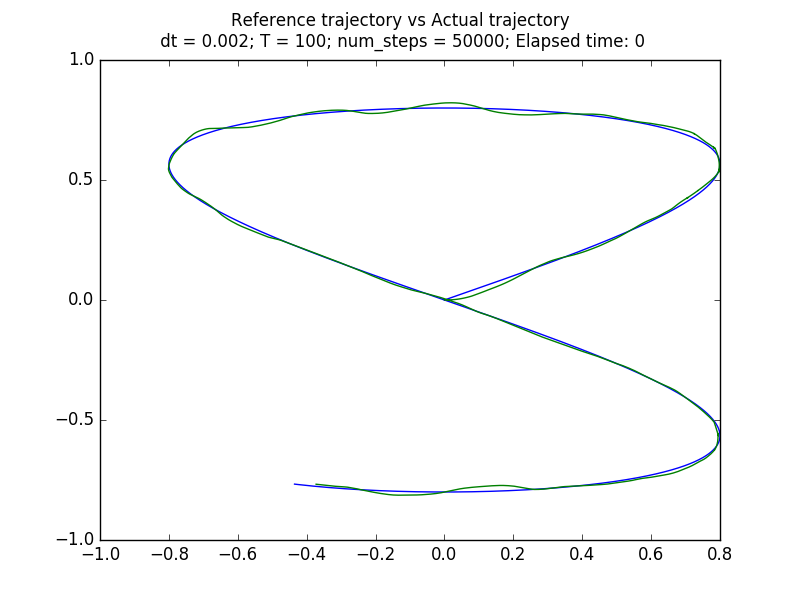 Reference trajectory vs Actual trajectory
dt = 0.002; T = 100; num_steps = 50000; Elapsed time: 0
1.0
0.5
0.0
−0.5
−1.0
−1.0 −0.8 −0.6 −0.4 −0.2 0.0 0.2 0.4 0.6 0.8